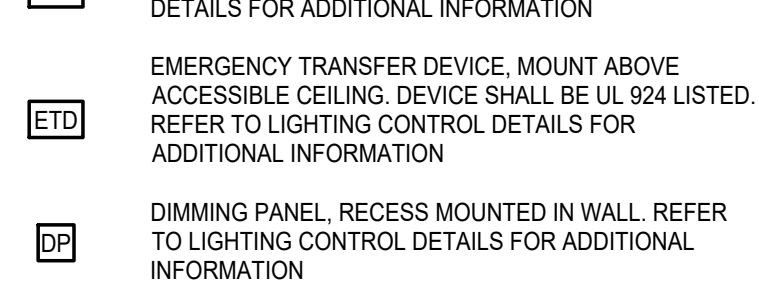 DETAILS FOR ADDITIONAL INFORMATION
EMERGENCY TRANSFER DEVICE, MOUNT ABOVE
ACCESSIBLE CEILING. DEVICE SHALL BE UL 924 LISTED.
ETD
REFER TO LIGHTING CONTROL DETAILS FOR
ADDITIONAL INFORMATION
DIMMING PANEL, RECESS MOUNTED IN WALL. REFER
DP
TO LIGHTING CONTROL DETAILS FOR ADDITIONAL
INFORMATION